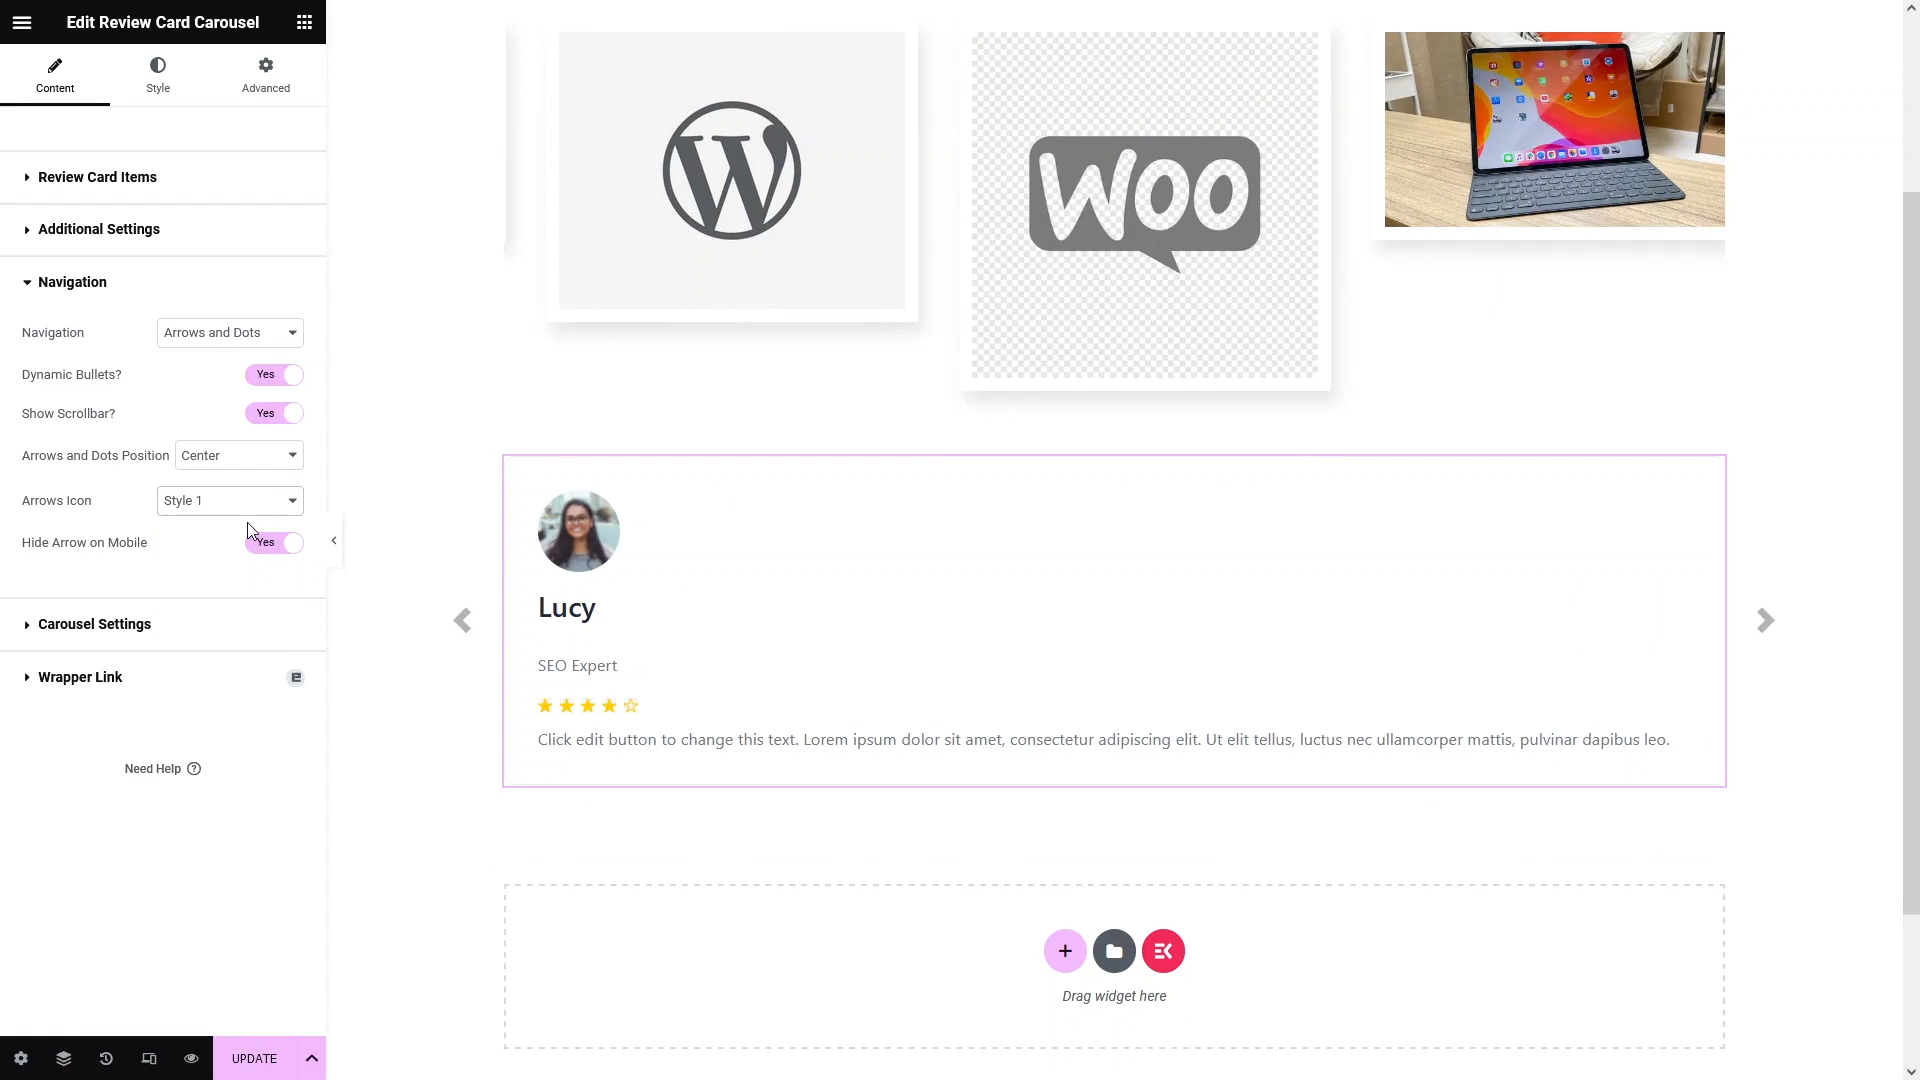 Edit Review Card Carousel
Content
Style
Advanced
Review Card Items
Additional Settings
Navigation
Navigation
Arrows and Dots
Dynamic Bullets?
Yes
Show Scrollbar?
Yes
Arrows and Dots Position
Center
Arrows Icon
Style 1
Hide Arrow on Mobile
Yes
Carousel Settings
Wrapper Link
Need Help
UPDATE
W
WOO
Lucy
SEO Expert
Click edit button to change this text. Lorem ipsum dolor sit amet, consectetur adipiscing elit. Ut elit tellus, luctus nec ullamcorper mattis, pulvinar dapibus leo.
Drag widget here